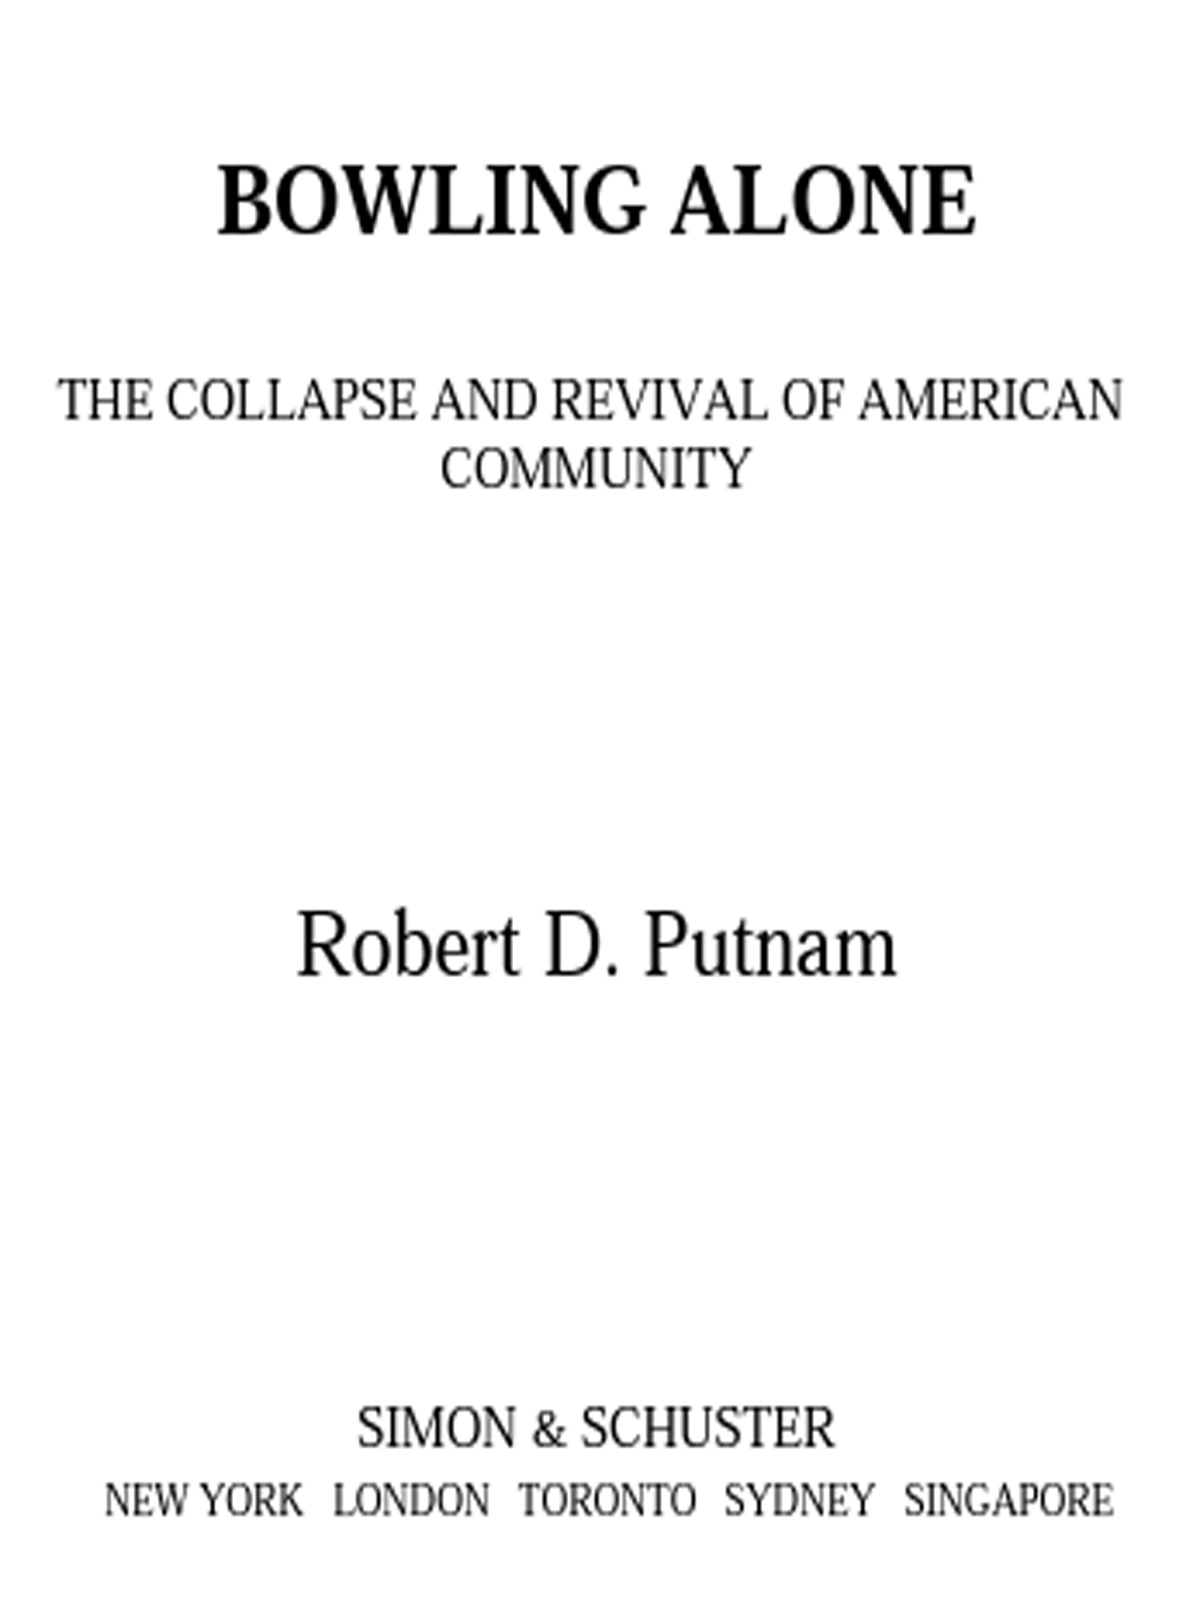 BOWLING ALONE
THE COLLAPSE AND REVIVAL OF AMERICAN
COMMUNITY
Robert D. Putnam
SIMON & SCHUSTER
NEW YORK LONDON TORONTO SYDNEY SINGAPORE